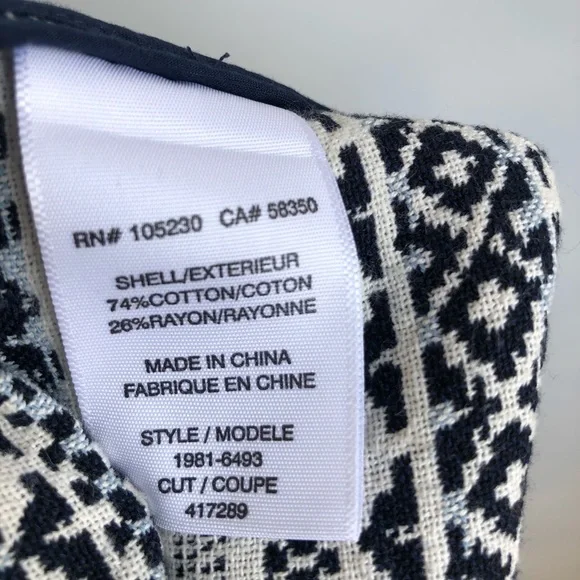 RN# 105230 CA# 58350
SHELL/EXTERIEUR
74%COTTON/COTON
26%RAYON/RAYONNE
MADE IN CHINA
FABRIQUE EN CHINE
STYLE / MODELE
1981-6493
CUT / COUPE
417289